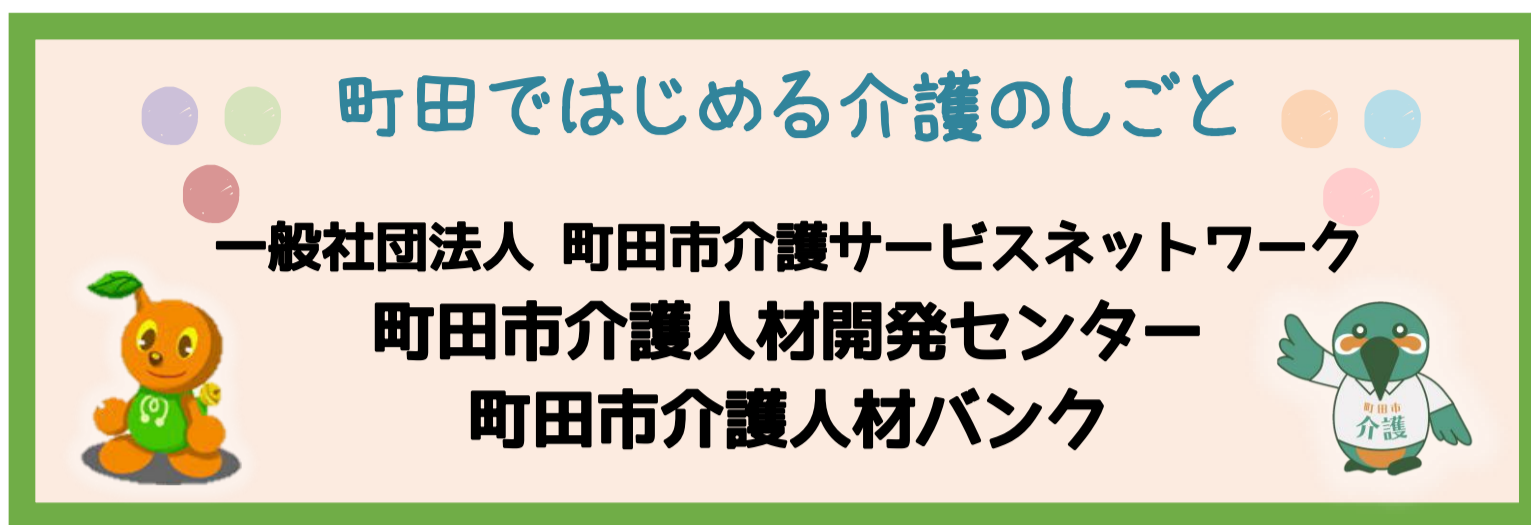 町田ではじめる介護のしごと
一般社団法人 町田市介護サービスネットワーク
町田市介護人材開発センター
町田市介護人材バンク
町田市
介護